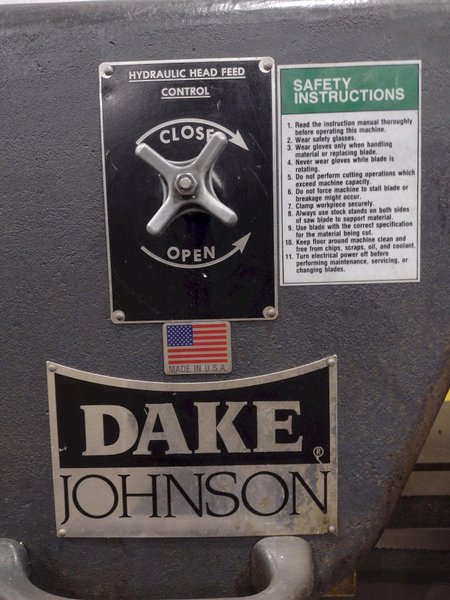 HYDRAULIC HEAD FEED
CONTROL
CLOSE
OPEN
SAFETY
INSTRUCTIONS
1. Read the instruction manual thoroughly
before operating this machine.
2. Wear safety glasses.
3. Wear gloves only when handling
material or replacing blade.
4. Never wear gloves while blade is
rotating.
5. Do not perform cutting operations which
exceed machine capacity.
6. Do not force machine to stall blade or
breakage might occur.
7. Clamp workpiece securely.
8. Always use stock stands on both sides
of saw blade to support material.
9. Use blade with the correct specification
for the material being cut.
10. Keep floor around machine clean and
free from chips, scraps, oil, and coolant.
11. Turn electrical power off before
performing maintenance, servicing, or
changing blades.
MADE IN U.S.A.
DAKE®
JOHNSON